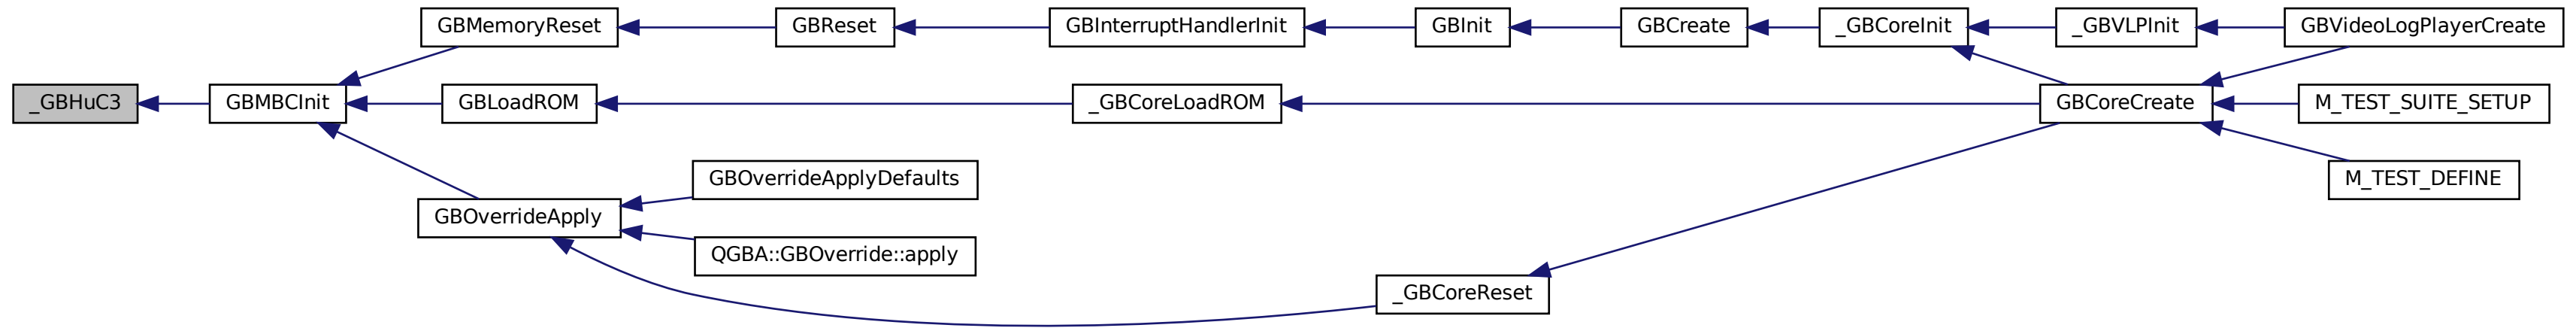 GBMemoryReset
GBReset
GBInterruptHandlerInit
GBInit
GBCreate
_GBCoreInit
_GBVLPInit
GBVideoLogPlayerCreate
_GBHuC3
GBMBCInit
GBLoadROM
_GBCoreLoadROM
GBCoreCreate
M_TEST_SUITE_SETUP
GBOverrideApplyDefaults
M_TEST_DEFINE
GBOverrideApply
QGBA::GBOverride::apply
_GBCoreReset